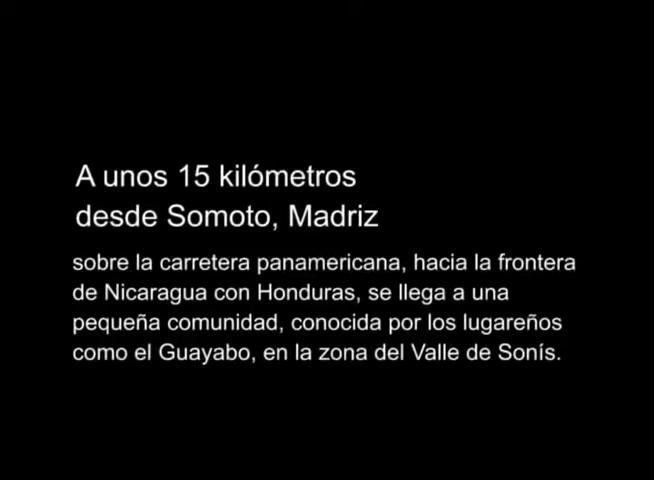 A unos 15 kilómetros
desde Somoto, Madriz
sobre la carretera panamericana, hacia la frontera
de Nicaragua con Honduras, se llega a una
pequeña comunidad, conocida por los lugareños
como el Guayabo, en la zona del Valle de Sonís.